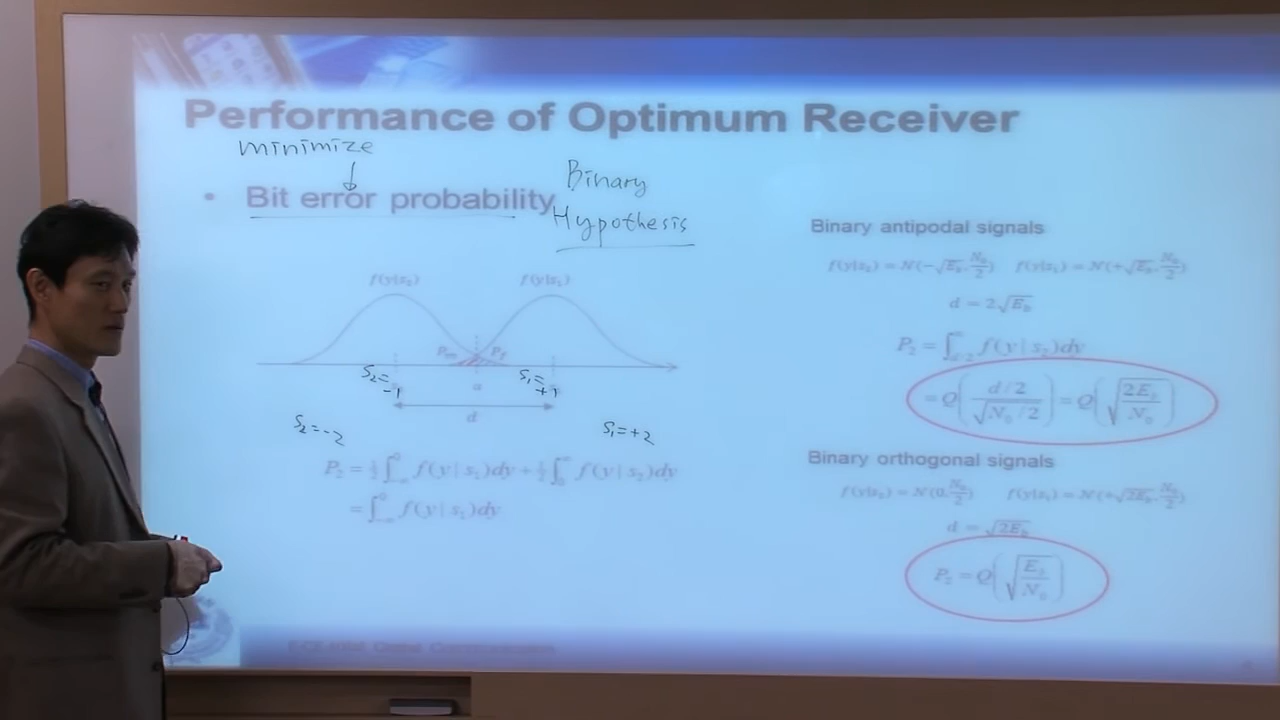 Performance of Optimum Receiver
minimize
• Bit error probability
Binary
Hypothesis
f(y|s₂) f(y|s₁)
Pₘ P_f
S₂=-1 S₁=+1
d
S₂=-2 S₁=+2
P₂ = ½∫₋∞⁰ f(y|s₁)dy + ½∫₀^∞ f(y|s₂)dy
= ∫₋∞⁰ f(y|s₁)dy
Binary antipodal signals
f(y|s₂) = N(-√E_b, N₀/2) f(y|s₁) = N(+√E_b, N₀/2)
d = 2√E_b
P₂ = ∫_{d/2}^∞ f(y|s₂)dy
= Q((d/2)/√(N₀/2)) = Q(√(2E_b/N₀))
Binary orthogonal signals
f(y|s₂) = N(0, N₀/2) f(y|s₁) = N(+√2E_b, N₀/2)
d = √2E_b
P₂ = Q(√(E_b/N₀))